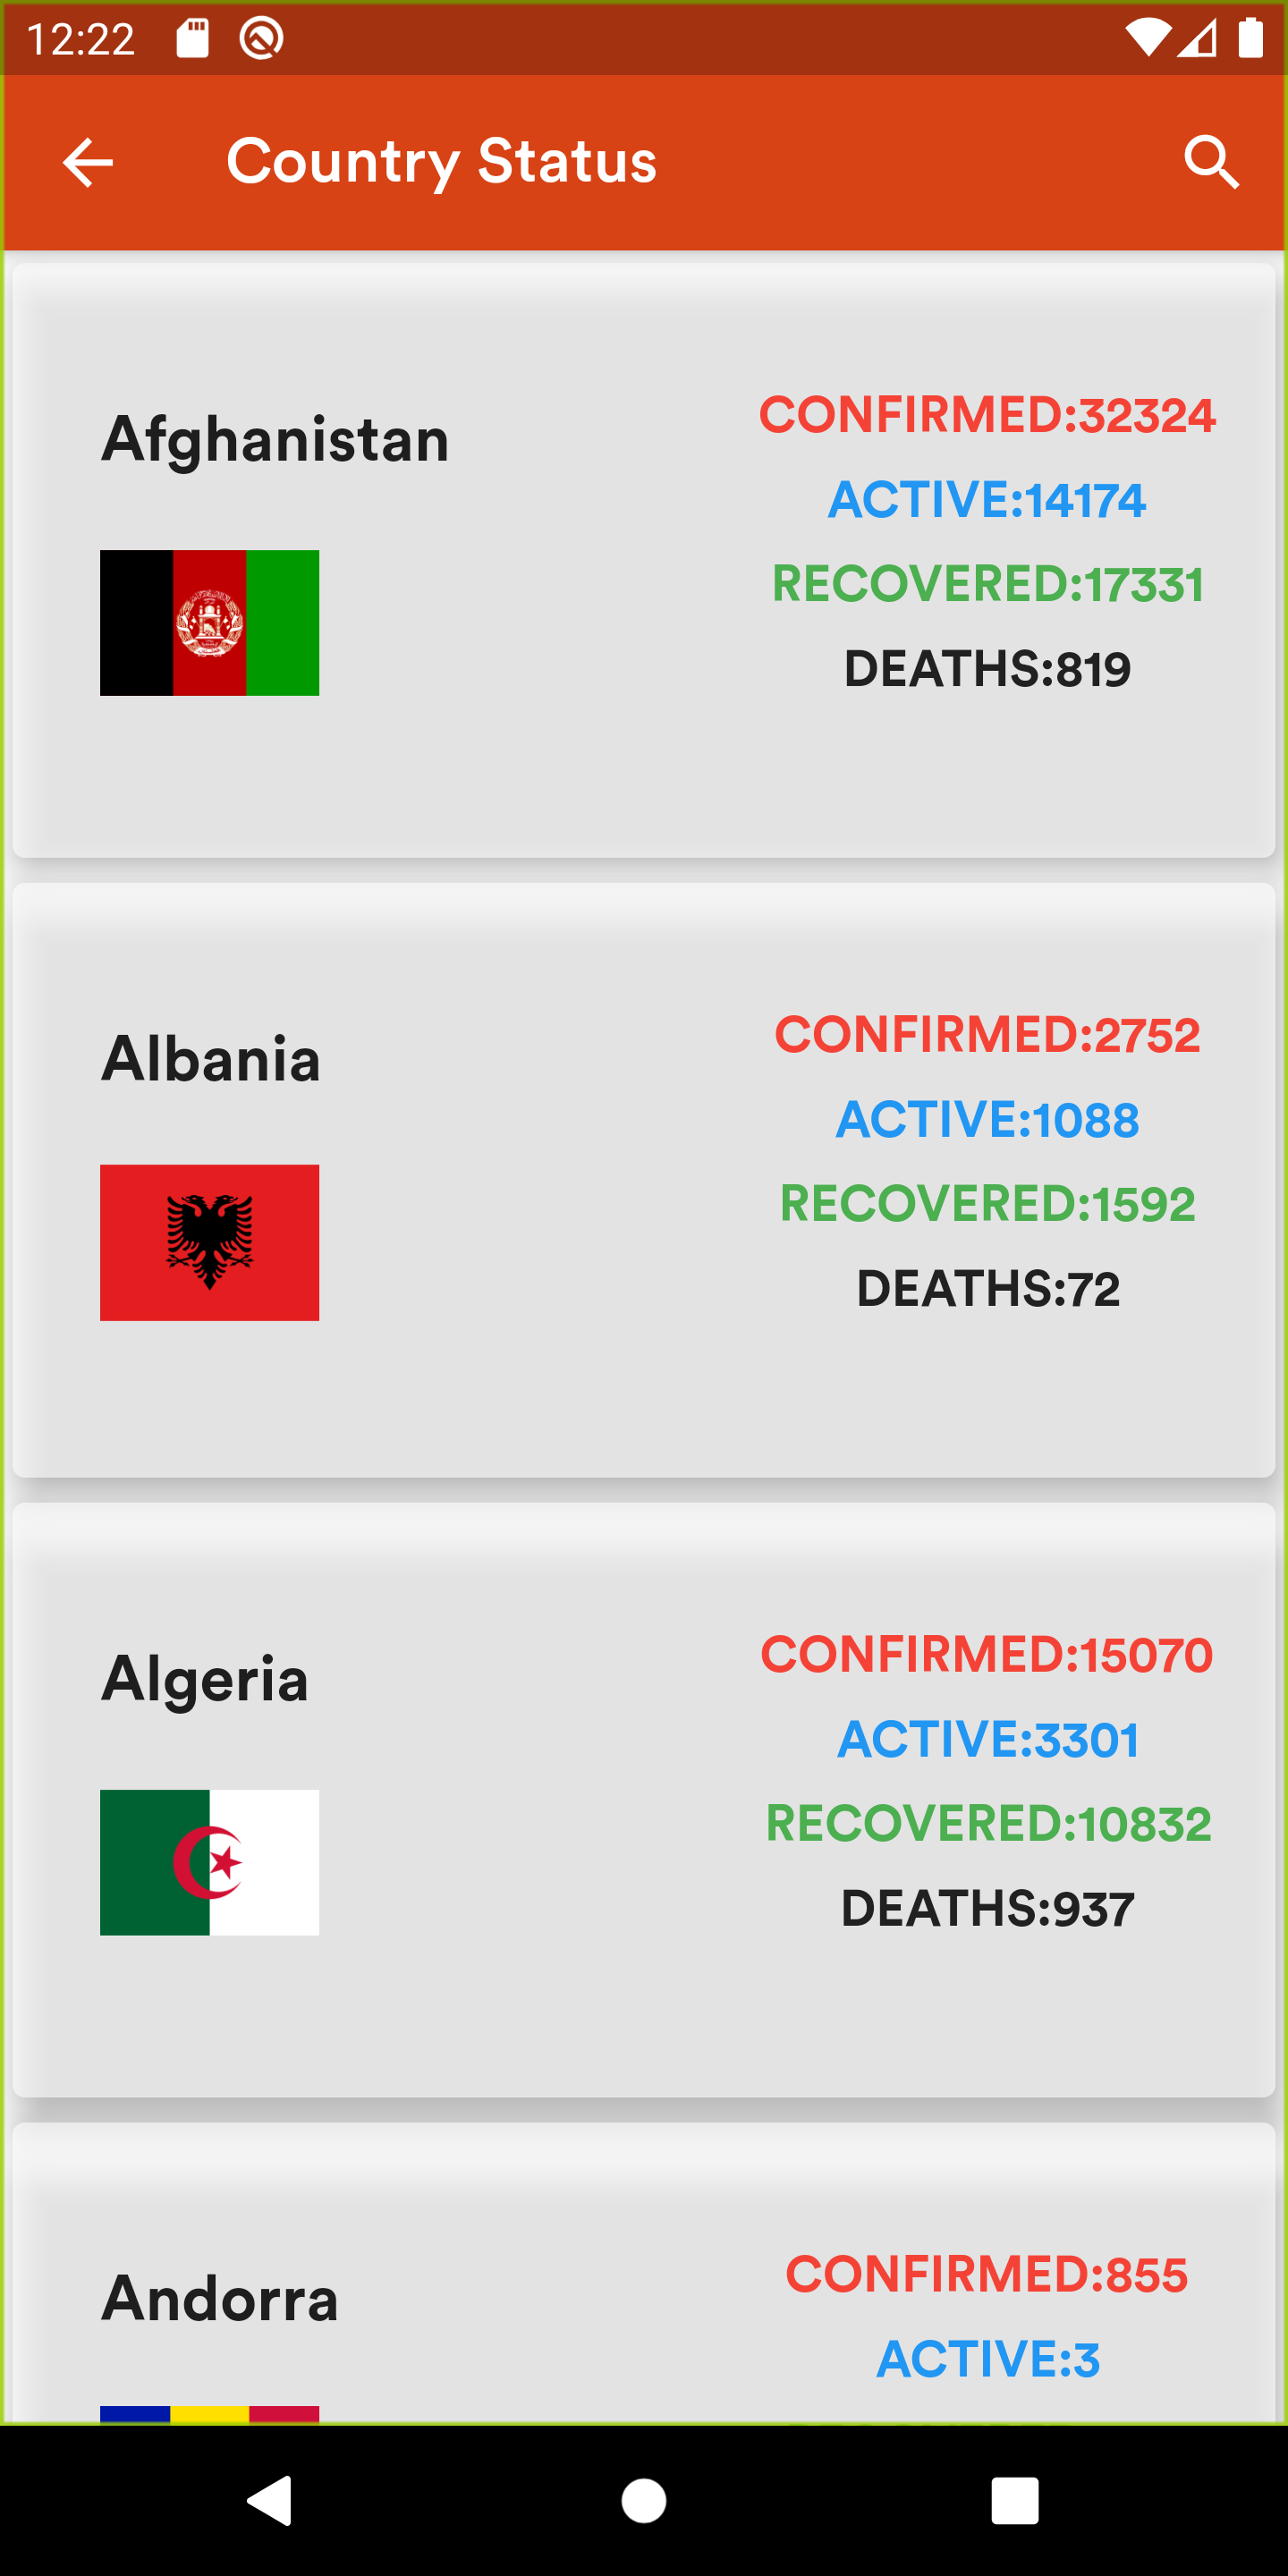 12:22
Country Status
Afghanistan
CONFIRMED:32324
ACTIVE:14174
RECOVERED:17331
DEATHS:819
Albania
CONFIRMED:2752
ACTIVE:1088
RECOVERED:1592
DEATHS:72
Algeria
CONFIRMED:15070
ACTIVE:3301
RECOVERED:10832
DEATHS:937
Andorra
CONFIRMED:855
ACTIVE:3